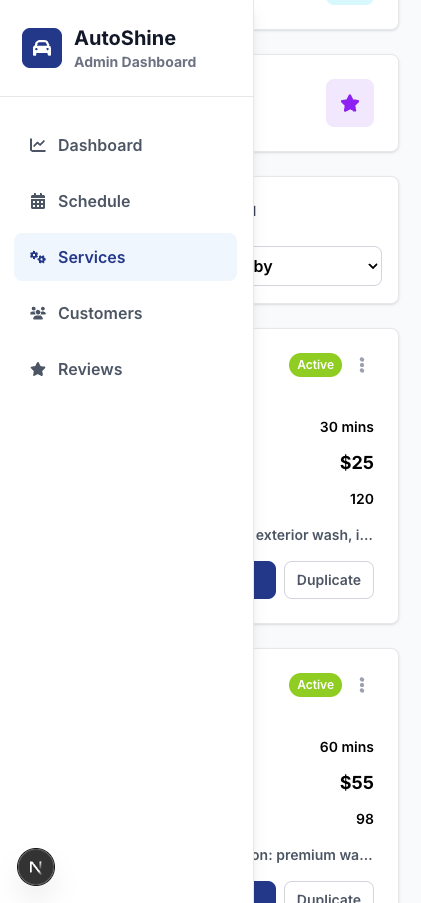 AutoShine
Admin Dashboard
Dashboard
Schedule
Services
Customers
Reviews
by
Active
30 mins
$25
120
exterior wash, i...
Duplicate
Active
60 mins
$55
98
on: premium wa...
Duplicate
N